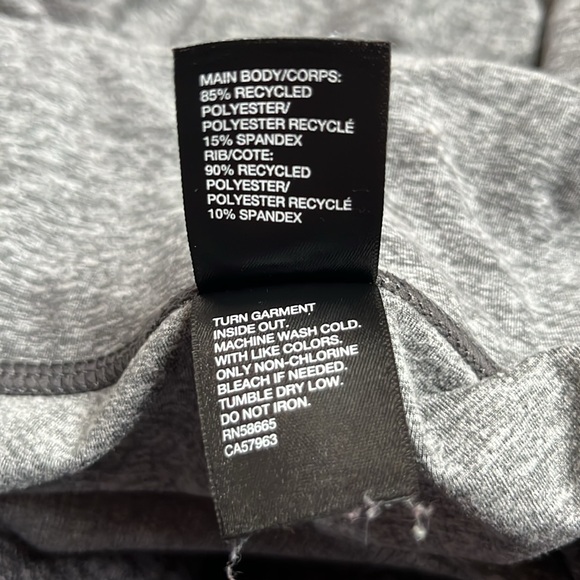 MAIN BODY/CORPS:
85% RECYCLED
POLYESTER/
POLYESTER RECYCLÉ
15% SPANDEX
RIB/COTE:
90% RECYCLED
POLYESTER/
POLYESTER RECYCLÉ
10% SPANDEX
TURN GARMENT
INSIDE OUT.
MACHINE WASH COLD.
WITH LIKE COLORS.
ONLY NON-CHLORINE
BLEACH IF NEEDED.
TUMBLE DRY LOW.
DO NOT IRON.
RN58665
CA57963